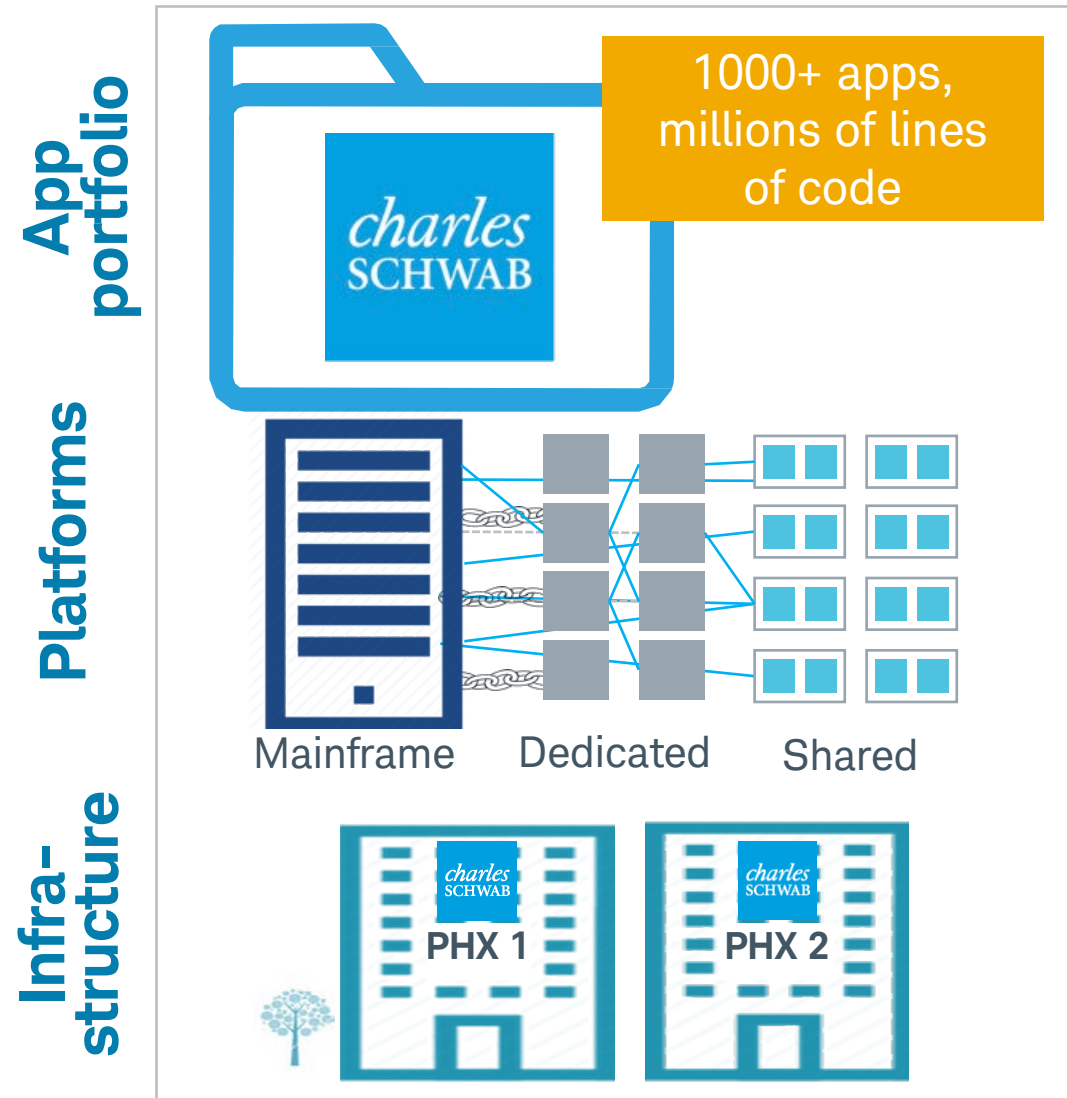 App
portfolio
charles
SCHWAB
1000+ apps,
millions of lines
of code
Platforms
Mainframe
Dedicated
Shared
Infra-
structure
charles
SCHWAB
PHX 1
charles
SCHWAB
PHX 2